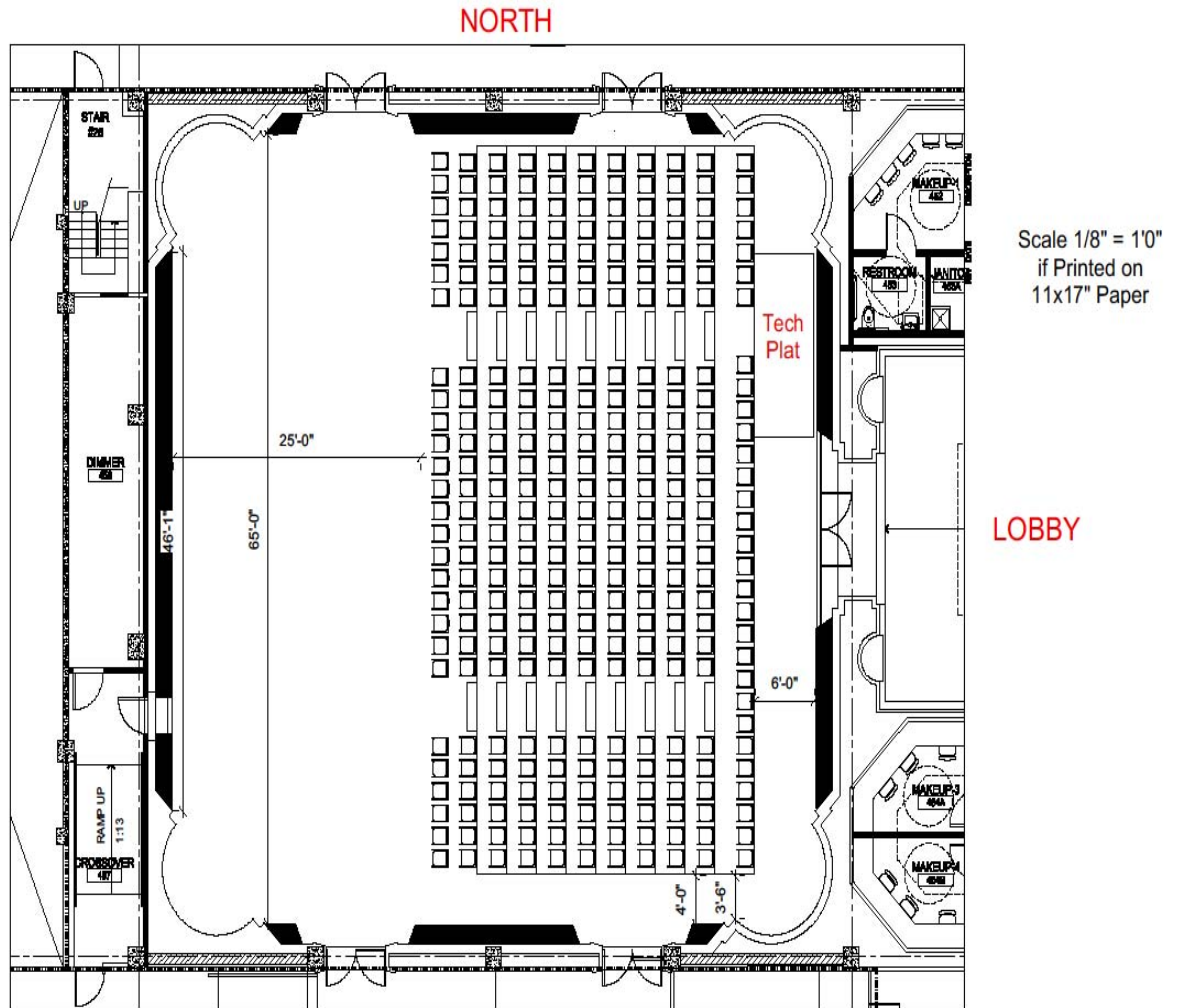 NORTH
STAIR
UP
MAKEUP-1
RESTROOM
Scale 1/8" = 1'0"
if Printed on
11x17" Paper
Tech
Plat
25'-0"
DIMMER
46'-1"
65'-0"
LOBBY
6'-0"
RAMP UP
1:13
CROSSOVER
MAKEUP-3
464A
MAKEUP-4
4'-0"
3'-6"